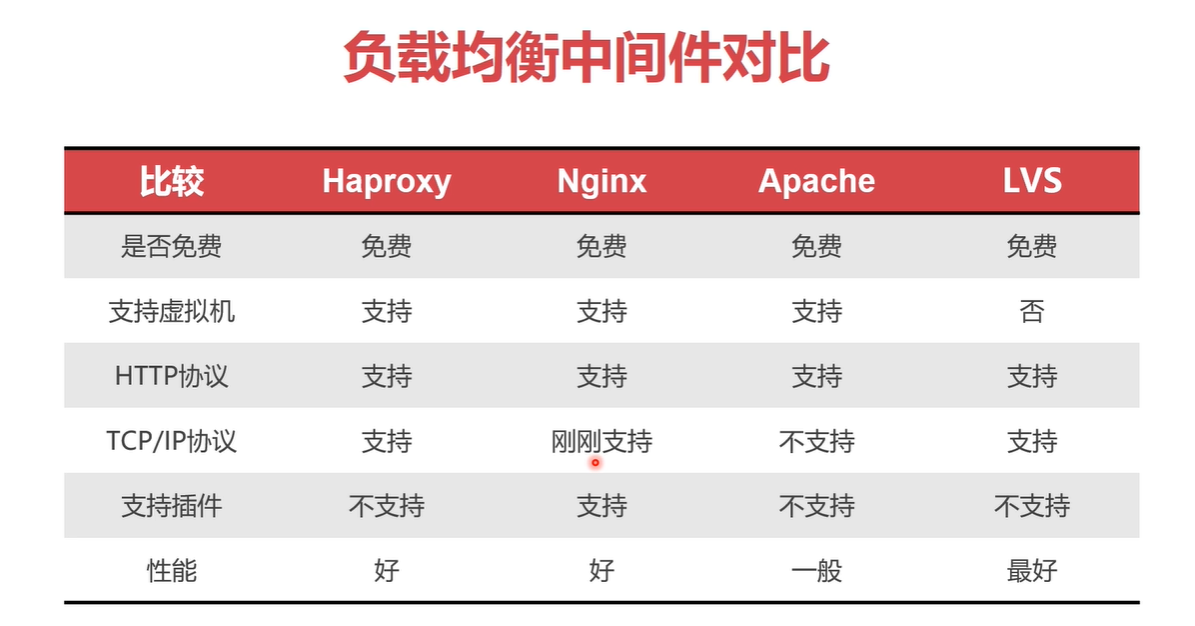 负载均衡中间件对比
比较 Haproxy Nginx Apache LVS
是否免费 免费 免费 免费 免费
支持虚拟机 支持 支持 支持 否
HTTP协议 支持 支持 支持 支持
TCP/IP协议 支持 刚刚支持 不支持 支持
支持插件 不支持 支持 不支持 不支持
性能 好 好 一般 最好